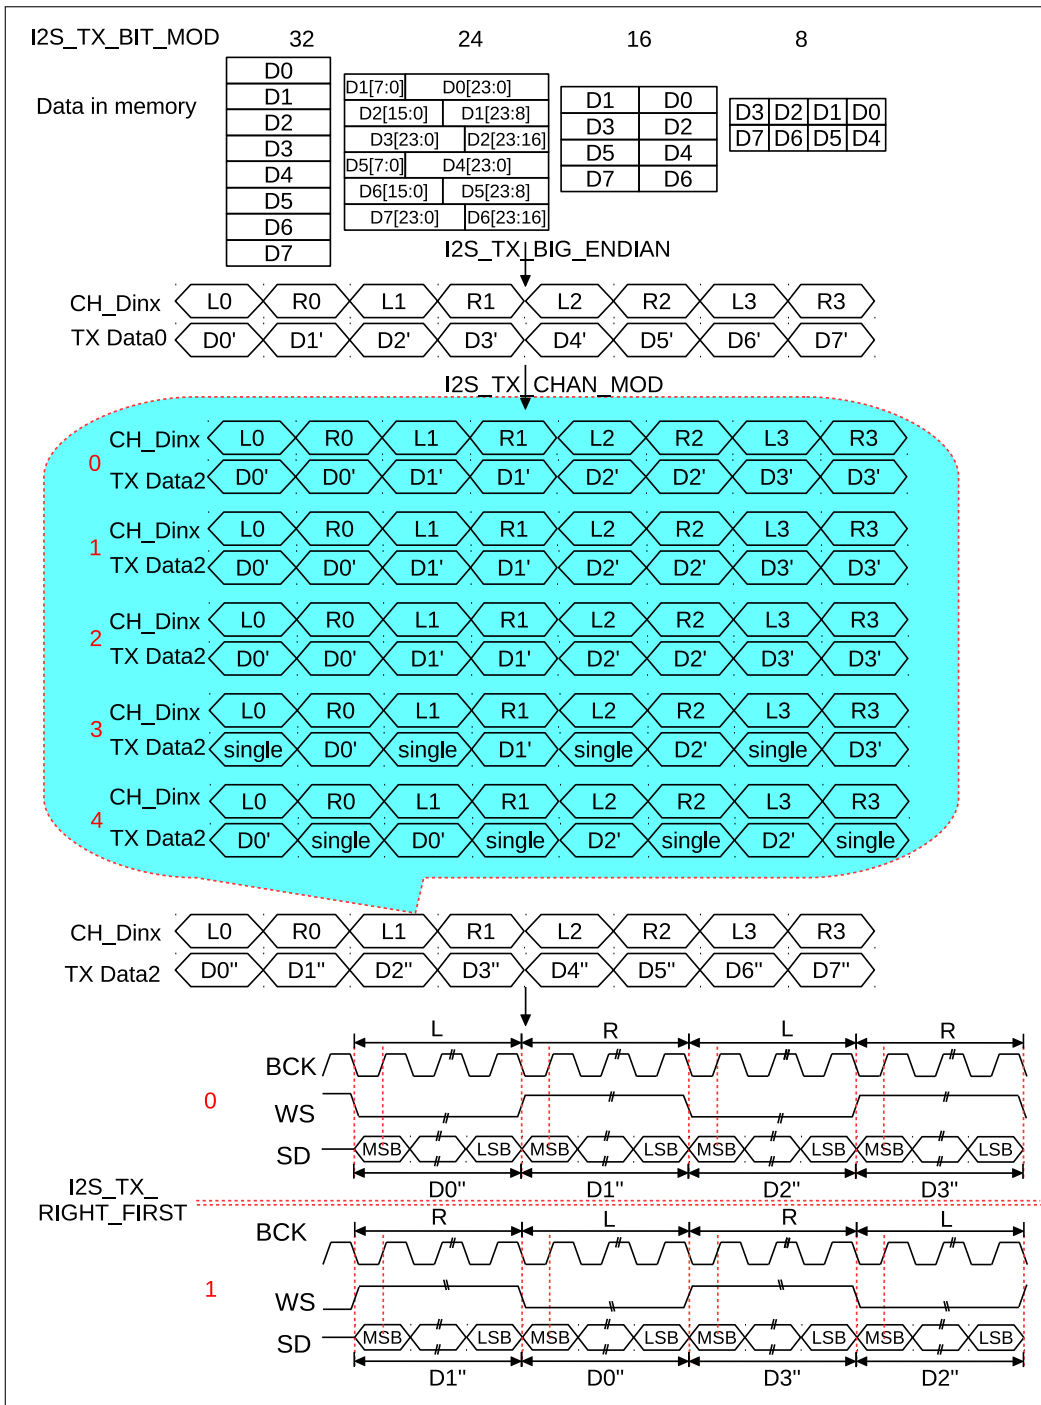 I2S_TX_BIT_MOD 32 24 16 8
Data in memory
D0
D1
D2
D3
D4
D5
D6
D7
D1[7:0] D0[23:0]
D2[15:0] D1[23:8]
D3[23:0] D2[23:16]
D5[7:0] D4[23:0]
D6[15:0] D5[23:8]
D7[23:0] D6[23:16]
D1 D0
D3 D2
D5 D4
D7 D6
D3 D2 D1 D0
D7 D6 D5 D4
I2S_TX_BIG_ENDIAN
CH_Dinx L0 R0 L1 R1 L2 R2 L3 R3
TX Data0 D0' D1' D2' D3' D4' D5' D6' D7'
I2S_TX_CHAN_MOD
0
CH_Dinx L0 R0 L1 R1 L2 R2 L3 R3
TX Data2 D0' D0' D1' D1' D2' D2' D3' D3'
1
CH_Dinx L0 R0 L1 R1 L2 R2 L3 R3
TX Data2 D0' D0' D1' D1' D2' D2' D3' D3'
2
CH_Dinx L0 R0 L1 R1 L2 R2 L3 R3
TX Data2 D0' D0' D1' D1' D2' D2' D3' D3'
3
CH_Dinx L0 R0 L1 R1 L2 R2 L3 R3
TX Data2 single D0' single D1' single D2' single D3'
4
CH_Dinx L0 R0 L1 R1 L2 R2 L3 R3
TX Data2 D0' single D0' single D2' single D2' single
CH_Dinx L0 R0 L1 R1 L2 R2 L3 R3
TX Data2 D0" D1" D2" D3" D4" D5" D6" D7"
L R L R
BCK
0
WS
SD MSB LSB MSB LSB MSB LSB MSB LSB
D0" D1" D2" D3"
I2S_TX_
RIGHT_FIRST
R L R L
BCK
1
WS
SD MSB LSB MSB LSB MSB LSB MSB LSB
D1" D0" D3" D2"